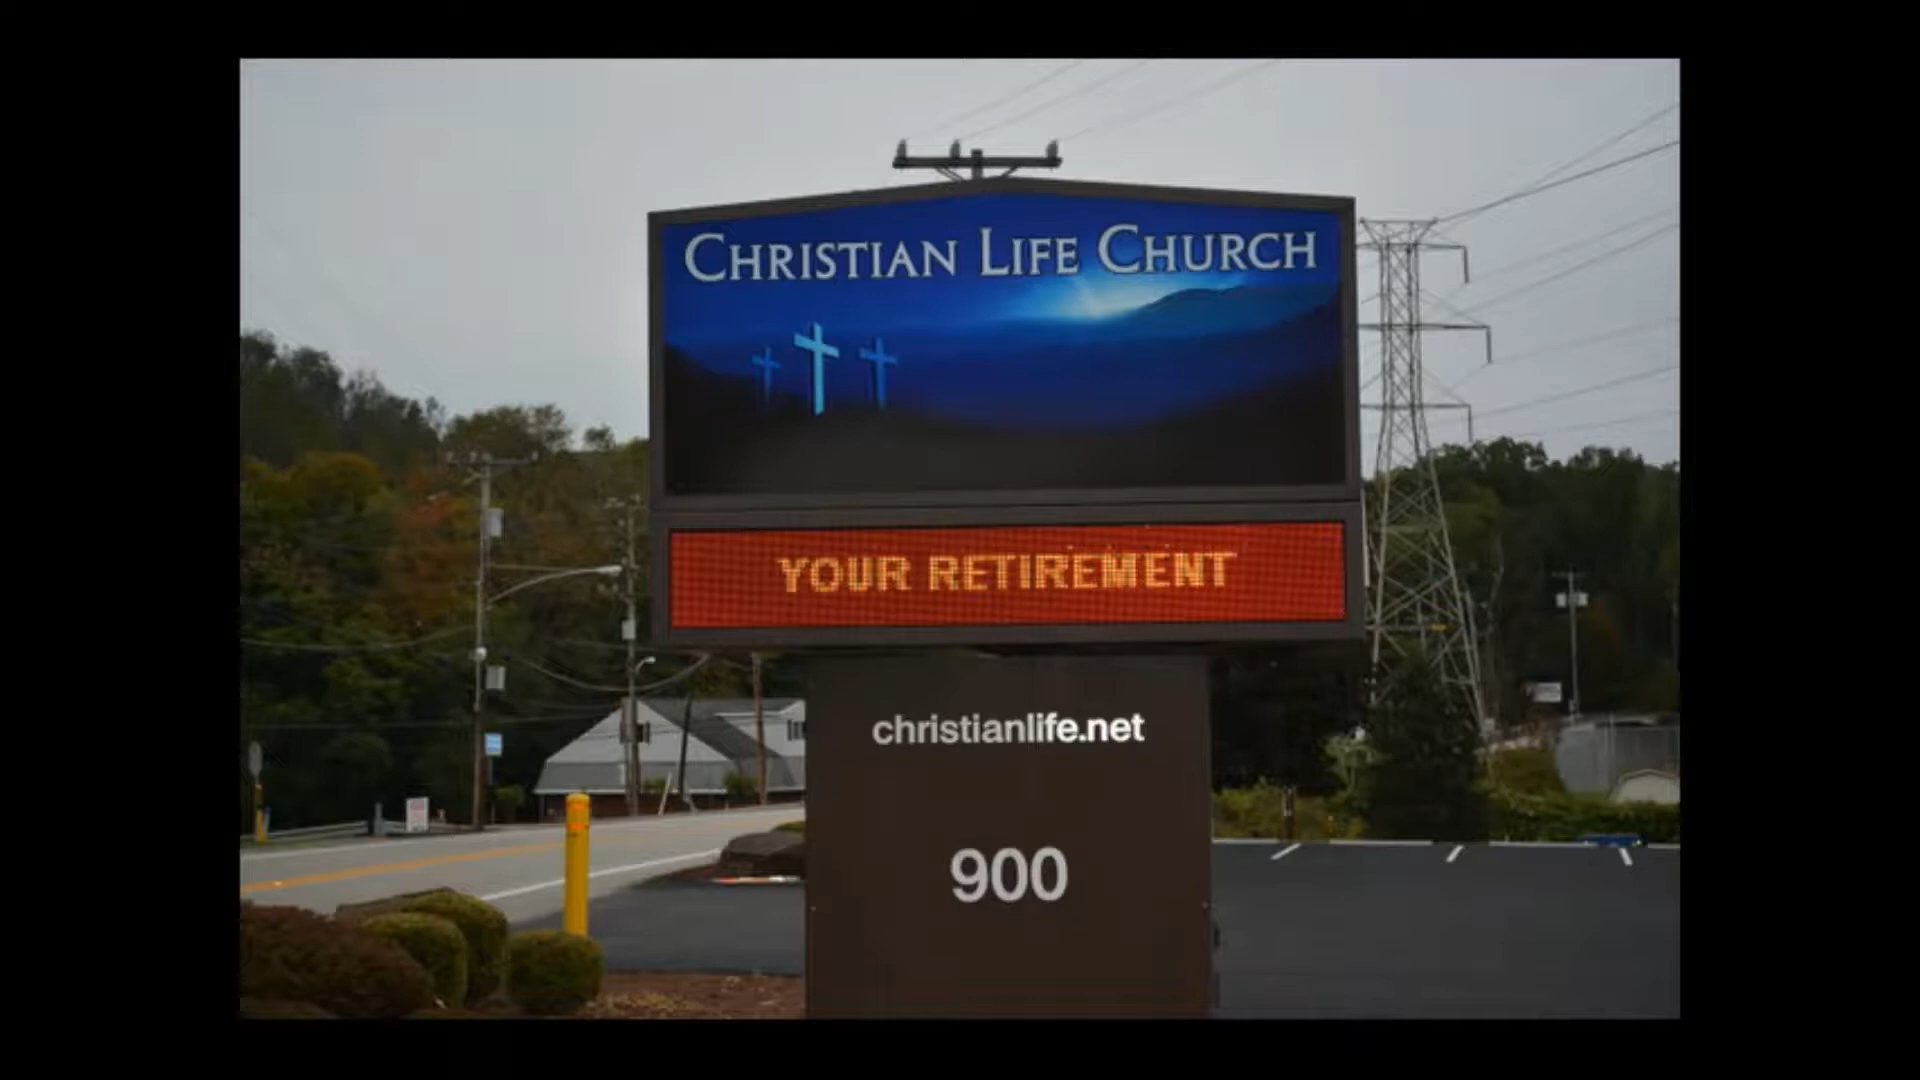 CHRISTIAN LIFE CHURCH
YOUR RETIREMENT
christianlife.net
900